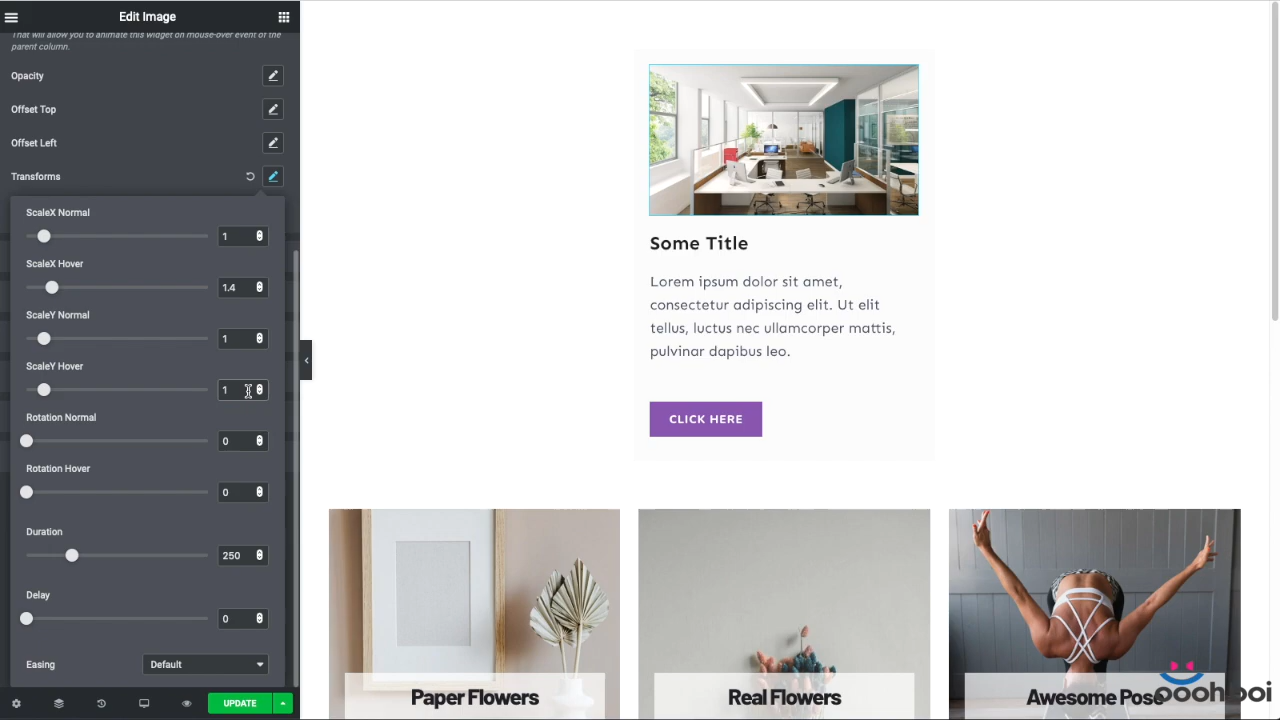 Edit Image
That will allow you to animate this widget on mouse-over event of the
parent column.
Opacity
Offset Top
Offset Left
Transforms
ScaleX Normal
1
ScaleX Hover
1.4
ScaleY Normal
1
ScaleY Hover
1
Rotation Normal
0
Rotation Hover
0
Duration
250
Delay
0
Easing
Default
UPDATE
Some Title
Lorem ipsum dolor sit amet,
consectetur adipiscing elit. Ut elit
tellus, luctus nec ullamcorper mattis,
pulvinar dapibus leo.
CLICK HERE
Paper Flowers
Real Flowers
Awesome Pose
poohboi